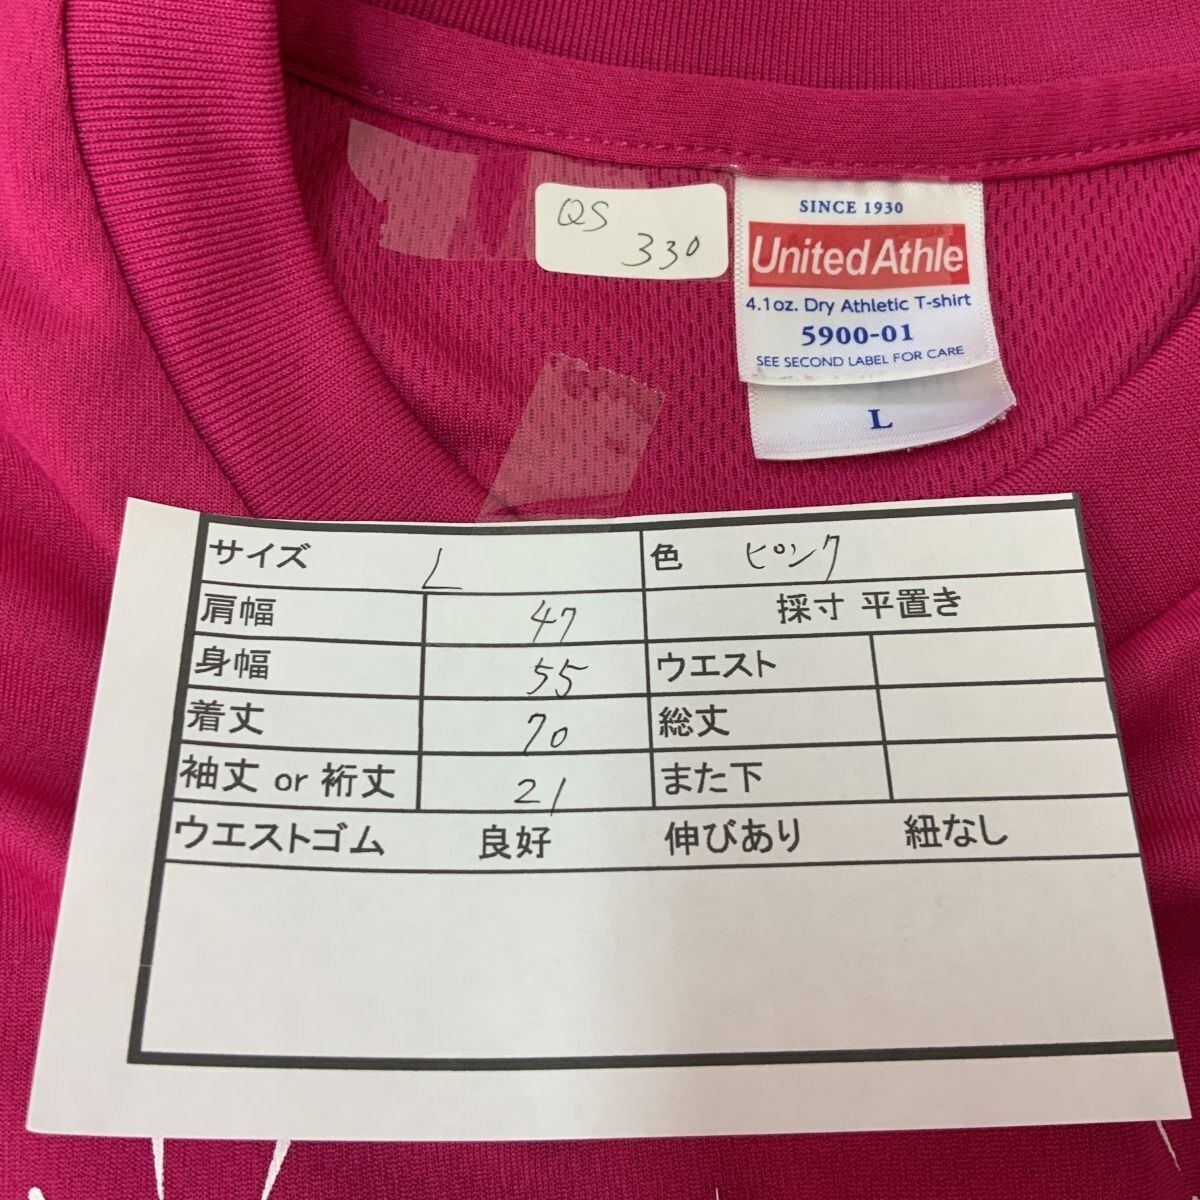 QS
330
SINCE 1930
United Athle
4.1oz. Dry Athletic T-shirt
5900-01
SEE SECOND LABEL FOR CARE
L
サイズ L 色 ピンク
肩幅 47 採寸 平置き
身幅 55 ウエスト
着丈 70 総丈
袖丈 or 裄丈 21 また下
ウエストゴム 良好 伸びあり 紐なし